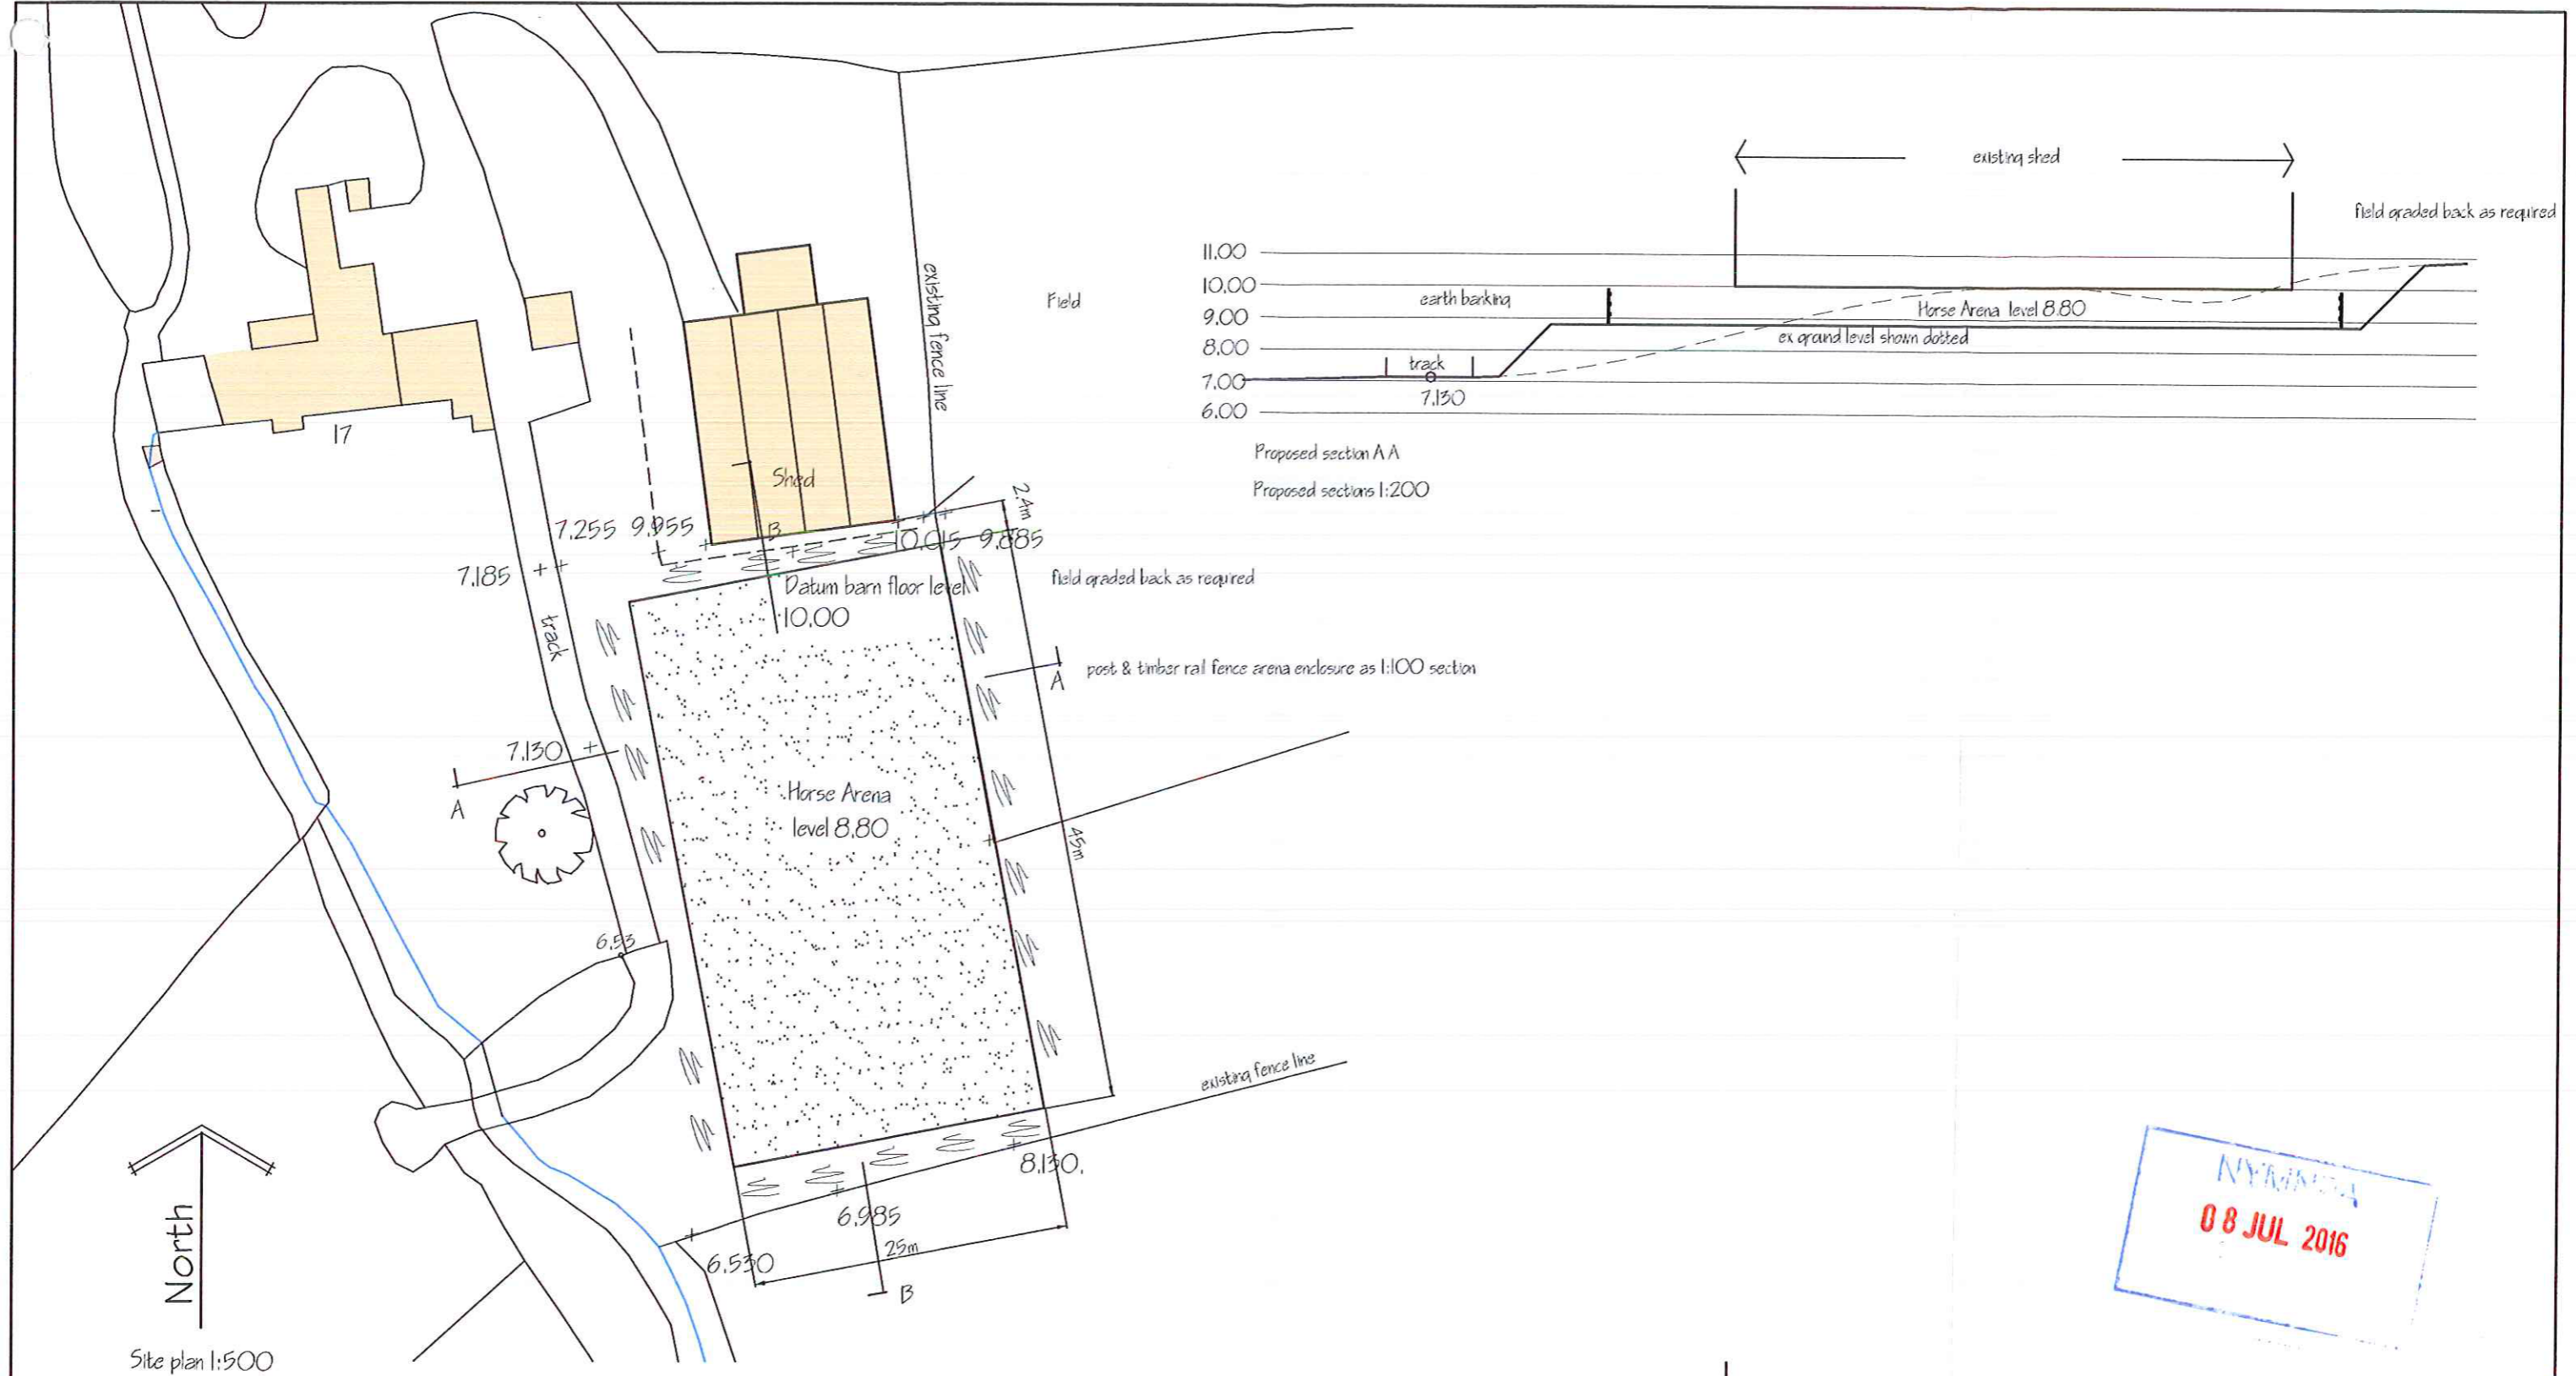 existing shed
field graded back as required
11.00
10.00
earth banking
9.00
Horse Arena level 8.80
8.00
ex ground level shown dotted
track
7.00
7.130
6.00
Proposed section A A
Proposed sections 1:200
existing fence line
Field
17
Shed
B
2.4m
7.255 9.955
10.015 9.885
7.185
Datum barn floor level
10.00
field graded back as required
track
A
post & timber rail fence arena enclosure as 1:100 section
7.130
A
Horse Arena
level 8.80
45m
6.53
existing fence line
8.130.
6.985
25m
6.530
B
North
Site plan 1:500
NYMNPA
08 JUL 2016